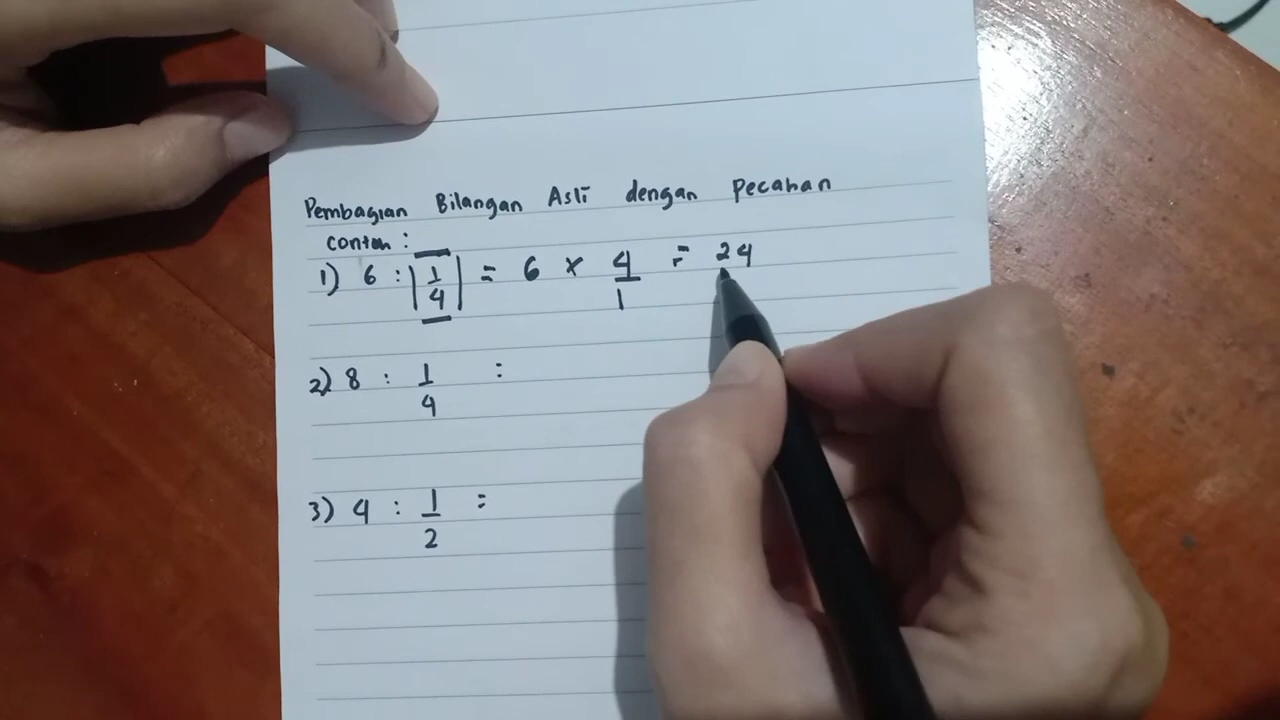 Pembagian Bilangan Asli dengan Pecahan
contoh :
1) 6 : 1/4 = 6 × 4/1 = 24
2) 8 : 1/4 =
3) 4 : 1/2 =